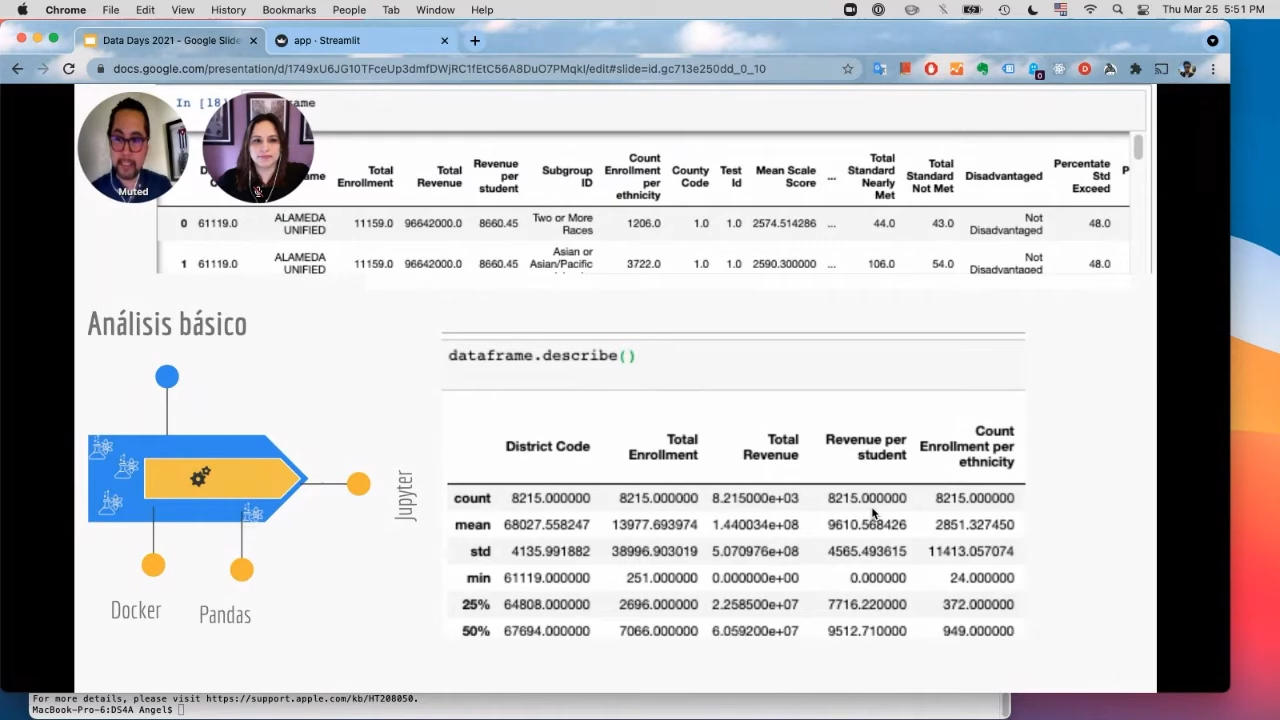 Chrome File Edit View History Bookmarks People Tab Window Help Thu Mar 25 5:51 PM
Data Days 2021 - Google Slide app · Streamlit
docs.google.com/presentation/d/1749xU6JG10TFceUp3dmfDWjRC1fEtC56A8DuO7PMqkI/edit#slide=id.gc713e250dd_0_10
In [18]
Muted
Total Enrollment Total Revenue Revenue per student Subgroup ID Count Enrollment per ethnicity County Code Test Id Mean Scale Score ... Total Standard Nearly Met Total Standard Not Met Disadvantaged Percentage Std Exceed P
0 61119.0 ALAMEDA UNIFIED 11159.0 96642000.0 8660.45 Two or More Races 1206.0 1.0 1.0 2574.514286 ... 44.0 43.0 Not Disadvantaged 48.0
1 61119.0 ALAMEDA UNIFIED 11159.0 96642000.0 8660.45 Asian or Asian/Pacific 3722.0 1.0 1.0 2590.300000 ... 106.0 54.0 Not Disadvantaged 48.0
Análisis básico
Jupyter
Docker
Pandas
dataframe.describe()
District Code Total Enrollment Total Revenue Revenue per student Count Enrollment per ethnicity
count 8215.000000 8215.000000 8.215000e+03 8215.000000 8215.000000
mean 68027.558247 13977.693974 1.440034e+08 9610.568426 2851.327450
std 4135.991882 38996.903019 5.070976e+08 4565.493615 11413.057074
min 61119.000000 251.000000 0.000000e+00 0.000000 24.000000
25% 64808.000000 2696.000000 2.258500e+07 7716.220000 372.000000
50% 67694.000000 7066.000000 6.059200e+07 9512.710000 949.000000
For more details, please visit https://support.apple.com/kb/HT208050.
MacBook-Pro-6:DS4A Angel$